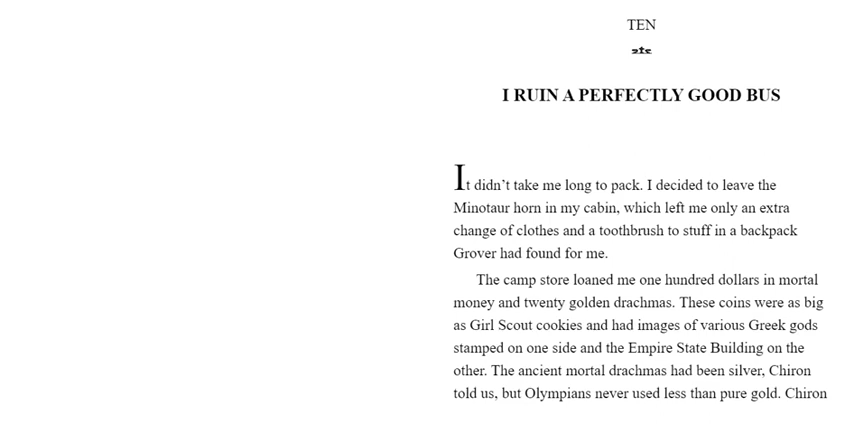 TEN
I RUIN A PERFECTLY GOOD BUS
It didn’t take me long to pack. I decided to leave the
Minotaur horn in my cabin, which left me only an extra
change of clothes and a toothbrush to stuff in a backpack
Grover had found for me.
The camp store loaned me one hundred dollars in mortal
money and twenty golden drachmas. These coins were as big
as Girl Scout cookies and had images of various Greek gods
stamped on one side and the Empire State Building on the
other. The ancient mortal drachmas had been silver, Chiron
told us, but Olympians never used less than pure gold. Chiron